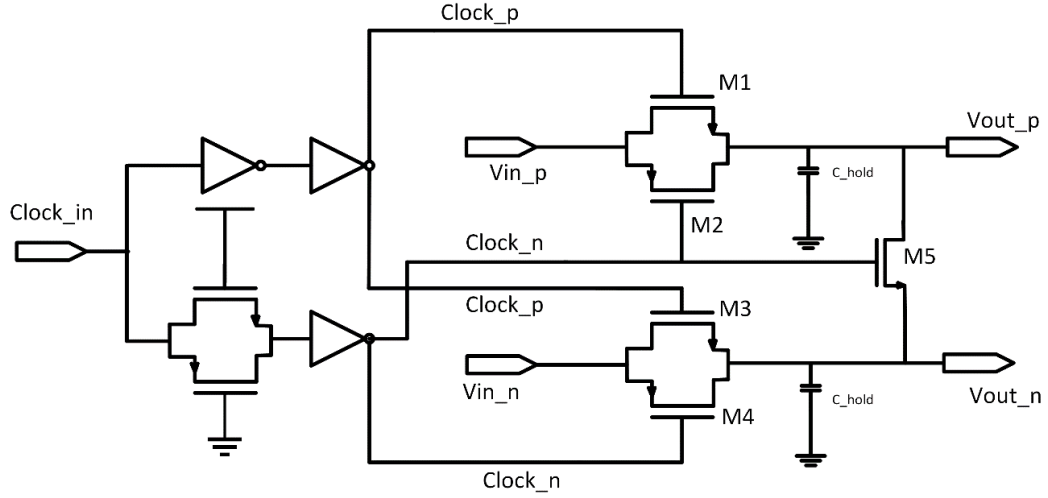 Clock_p
M1
Vout_p
Vin_p
C_hold
Clock_in
M2
Clock_n
M5
Clock_p
M3
Vin_n
Vout_n
C_hold
M4
Clock_n